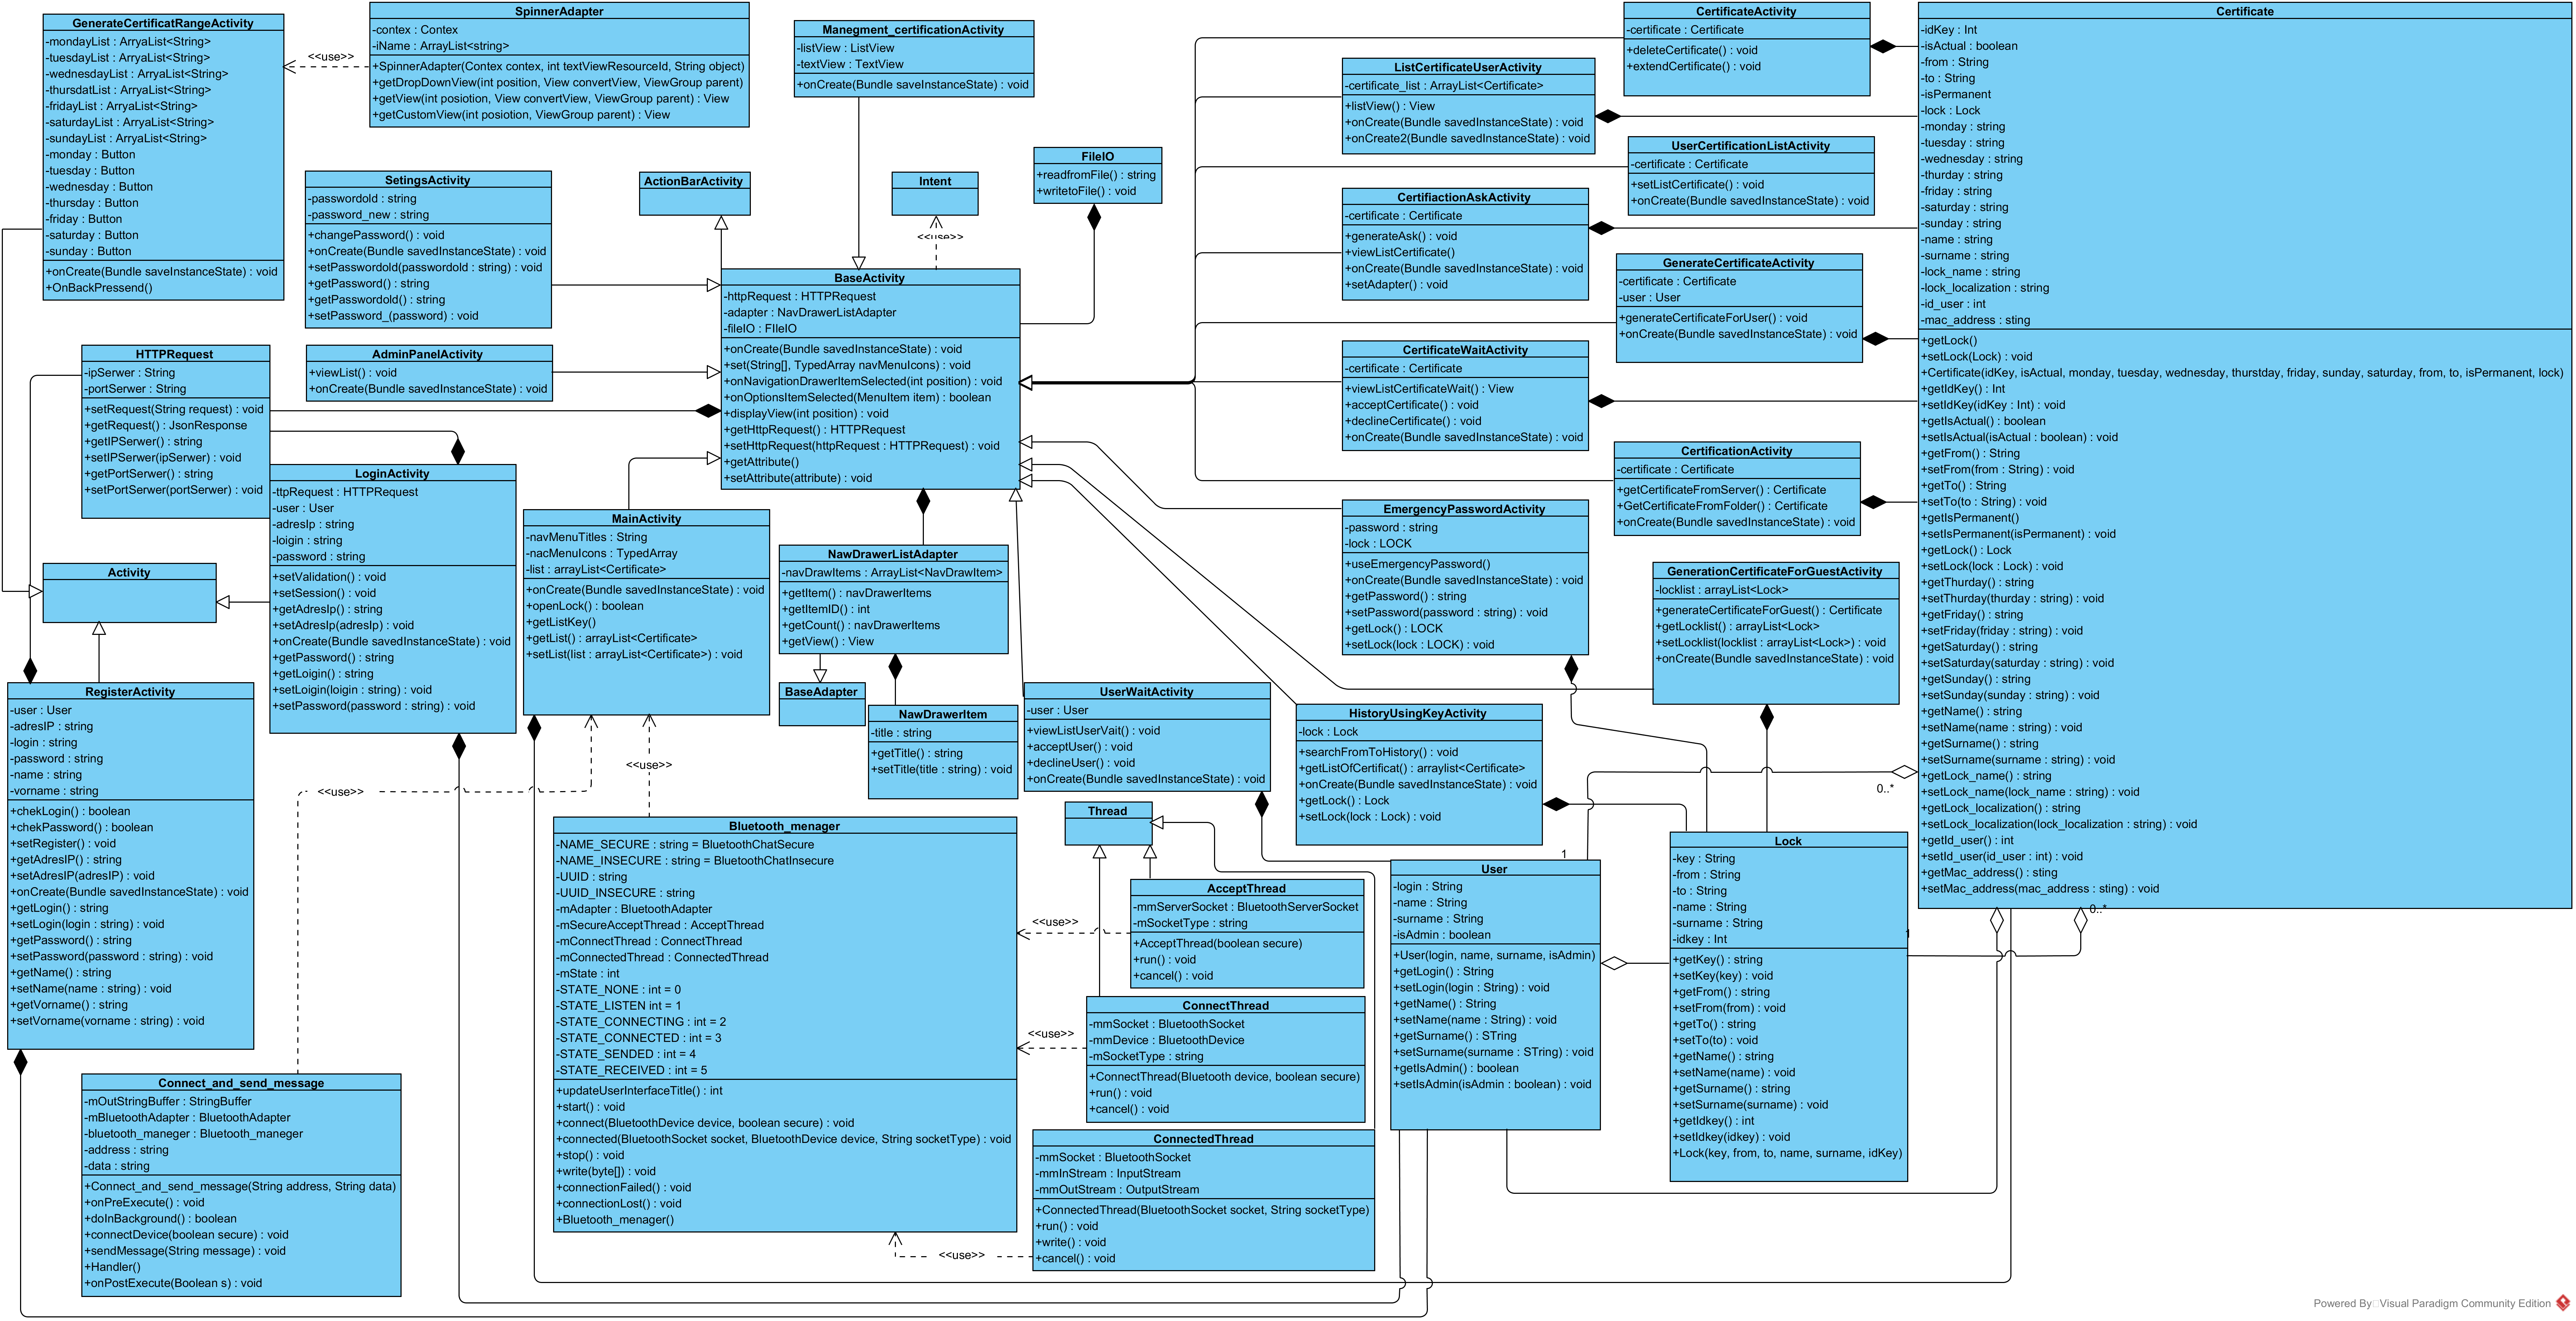 GenerateCertificatRangeActivity
-mondayList : ArryaList<String>
-tuesdayList : ArryaList<String>
-wednesdayList : ArryaList<String>
-thursdatList : ArryaList<String>
-fridayList : ArryaList<String>
-saturdayList : ArryaList<String>
-sundayList : ArryaList<String>
-monday : Button
-tuesday : Button
-wednesday : Button
-thursday : Button
-friday : Button
-saturday : Button
-sunday : Button
+onCreate(Bundle saveInstanceState) : void
+OnBackPressend()
<<use>>
SpinnerAdapter
-contex : Contex
-iName : ArrayList<string>
+SpinnerAdapter(Contex contex, int textViewResourceId, String object)
+getDropDownView(int position, View convertView, ViewGroup parent)
+getView(int posiotion, View convertView, ViewGroup parent) : View
+getCustomView(int posiotion, ViewGroup parent) : View
Manegment_certificationActivity
-listView : ListView
-textView : TextView
+onCreate(Bundle saveInstanceState) : void
SetingsActivity
-passwordold : string
-password_new : string
+changePassword() : void
+onCreate(Bundle savedInstanceState) : void
+setPasswordold(passwordold : string) : void
+getPassword() : string
+getPasswordold() : string
+setPassword_(password) : void
ActionBarActivity
Intent
<<use>>
FileIO
+readfromFile() : string
+writetoFile() : void
BaseActivity
-httpRequest : HTTPRequest
-adapter : NavDrawerListAdapter
-fileIO : FIleIO
+onCreate(Bundle savedInstanceState) : void
+set(String[], TypedArray navMenuIcons) : void
+onNavigationDrawerItemSelected(int position) : void
+onOptionsItemSelected(MenuItem item) : boolean
+displayView(int position) : void
+getHttpRequest() : HTTPRequest
+setHttpRequest(httpRequest : HTTPRequest) : void
+getAttribute()
+setAttribute(attribute) : void
AdminPanelActivity
+viewList() : void
+onCreate(Bundle savedInstanceState) : void
HTTPRequest
-ipSerwer : String
-portSerwer : String
+setRequest(String request) : void
+getRequest() : JsonResponse
+getIPSerwer() : string
+setIPSerwer(ipSerwer) : void
+getPortSerwer() : string
+setPortSerwer(portSerwer) : void
LoginActivity
-ttpRequest : HTTPRequest
-user : User
-adresIp : string
-loigin : string
-password : string
+setValidation() : void
+setSession() : void
+getAdresIp() : string
+setAdresIp(adresIp) : void
+onCreate(Bundle savedInstanceState) : void
+getPassword() : string
+getLoigin() : string
+setLoigin(loigin : string) : void
+setPassword(password : string) : void
Activity
RegisterActivity
-user : User
-adresIP : string
-login : string
-password : string
-name : string
-vorname : string
+chekLogin() : boolean
+chekPassword() : boolean
+setRegister() : void
+getAdresIP() : string
+setAdresIP(adresIP) : void
+onCreate(Bundle savedInstanceState) : void
+getLogin() : string
+setLogin(login : string) : void
+getPassword() : string
+setPassword(password : string) : void
+getName() : string
+setName(name : string) : void
+getVorname() : string
+setVorname(vorname : string) : void
MainActivity
-navMenuTitles : String
-nacMenuIcons : TypedArray
-list : arrayList<Certificate>
+onCreate(Bundle savedInstanceState) : void
+openLock() : boolean
+getListKey()
+getList() : arrayList<Certificate>
+setList(list : arrayList<Certificate>) : void
NawDrawerListAdapter
-navDrawItems : ArrayList<NavDrawItem>
+getItem() : navDrawerItems
+getItemID() : int
+getCount() : navDrawerItems
+getView() : View
BaseAdapter
NawDrawerItem
-title : string
+getTitle() : string
+setTitle(title : string) : void
UserWaitActivity
-user : User
+viewListUserVait() : void
+acceptUser() : void
+declineUser() : void
+onCreate(Bundle savedInstanceState) : void
<<use>>
<<use>>
Connect_and_send_message
-mOutStringBuffer : StringBuffer
-mBluetoothAdapter : BluetoothAdapter
-bluetooth_maneger : Bluetooth_maneger
-address : string
-data : string
+Connect_and_send_message(String address, String data)
+onPreExecute() : void
+doInBackground() : boolean
+connectDevice(boolean secure) : void
+sendMessage(String message) : void
+Handler()
+onPostExecute(Boolean s) : void
Bluetooth_menager
-NAME_SECURE : string = BluetoothChatSecure
-NAME_INSECURE : string = BluetoothChatInsecure
-UUID : string
-UUID_INSECURE : string
-mAdapter : BluetoothAdapter
-mSecureAcceptThread : AcceptThread
-mConnectThread : ConnectThread
-mConnectedThread : ConnectedThread
-mState : int
-STATE_NONE : int = 0
-STATE_LISTEN int = 1
-STATE_CONNECTING : int = 2
-STATE_CONNECTED : int = 3
-STATE_SENDED : int = 4
-STATE_RECEIVED : int = 5
+updateUserInterfaceTitle() : int
+start() : void
+connect(BluetoothDevice device, boolean secure) : void
+connected(BluetoothSocket socket, BluetoothDevice device, String socketType) : void
+stop() : void
+write(byte[]) : void
+connectionFailed() : void
+connectionLost() : void
+Bluetooth_menager()
Thread
<<use>>
AcceptThread
-mmServerSocket : BluetoothServerSocket
-mSocketType : string
+AcceptThread(boolean secure)
+run() : void
+cancel() : void
<<use>>
ConnectThread
-mmSocket : BluetoothSocket
-mmDevice : BluetoothDevice
-mSocketType : string
+ConnectThread(Bluetooth device, boolean secure)
+run() : void
+cancel() : void
<<use>>
ConnectedThread
-mmSocket : BluetoothSocket
-mmInStream : InputStream
-mmOutStream : OutputStream
+ConnectedThread(BluetoothSocket socket, String socketType)
+run() : void
+write() : void
+cancel() : void
CertificateActivity
-certificate : Certificate
+deleteCertificate() : void
+extendCertificate() : void
ListCertificateUserActivity
-certificate_list : ArrayList<Certificate>
+listView() : View
+onCreate(Bundle savedInstanceState) : void
+onCreate2(Bundle savedInstanceState) : void
UserCertificationListActivity
-certificate : Certificate
+setListCertificate() : void
+onCreate(Bundle savedInstanceState) : void
CertifiactionAskActivity
-certificate : Certificate
+generateAsk() : void
+viewListCertificate()
+onCreate(Bundle savedInstanceState) : void
+setAdapter() : void
GenerateCertificateActivity
-certificate : Certificate
-user : User
+generateCertificateForUser() : void
+onCreate(Bundle savedInstanceState) : void
CertificateWaitActivity
-certificate : Certificate
+viewListCertificateWait() : View
+acceptCertificate() : void
+declineCertificate() : void
+onCreate(Bundle savedInstanceState) : void
CertificationActivity
-certificate : Certificate
+getCertificateFromServer() : Certificate
+GetCertificateFromFolder() : Certificate
+onCreate(Bundle savedInstanceState) : void
EmergencyPasswordActivity
-password : string
-lock : LOCK
+useEmergencyPassword()
+onCreate(Bundle savedInstanceState) : void
+getPassword() : string
+setPassword(password : string) : void
+getLock() : LOCK
+setLock(lock : LOCK) : void
GenerationCertificateForGuestActivity
-locklist : arrayList<Lock>
+generateCertificateForGuest() : Certificate
+getLocklist() : arrayList<Lock>
+setLocklist(locklist : arrayList<Lock>) : void
+onCreate(Bundle savedInstanceState) : void
HistoryUsingKeyActivity
-lock : Lock
+searchFromToHistory() : void
+getListOfCertificat() : arraylist<Certificate>
+onCreate(Bundle savedInstanceState) : void
+getLock() : Lock
+setLock(lock : Lock) : void
0..*
1
User
-login : String
-name : String
-surname : String
-isAdmin : boolean
+User(login, name, surname, isAdmin)
+getLogin() : String
+setLogin(login : String) : void
+getName() : String
+setName(name : String) : void
+getSurname() : STring
+setSurname(surname : STring) : void
+getIsAdmin() : boolean
+setIsAdmin(isAdmin : boolean) : void
Lock
-key : String
-from : String
-to : String
-name : String
-surname : String
-idkey : Int
+getKey() : string
+setKey(key) : void
+getFrom() : string
+setFrom(from) : void
+getTo() : string
+setTo(to) : void
+getName() : string
+setName(name) : void
+getSurname() : string
+setSurname(surname) : void
+getIdkey() : int
+setIdkey(idkey) : void
+Lock(key, from, to, name, surname, idKey)
1
0..*
Certificate
-idKey : Int
-isActual : boolean
-from : String
-to : String
-isPermanent
-lock : Lock
-monday : string
-tuesday : string
-wednesday : string
-thurday : string
-friday : string
-saturday : string
-sunday : string
-name : string
-surname : string
-lock_name : string
-lock_localization : string
-id_user : int
-mac_address : sting
+getLock()
+setLock(Lock) : void
+Certificate(idKey, isActual, monday, tuesday, wednesday, thurstday, friday, sunday, saturday, from, to, isPermanent, lock)
+getIdKey() : Int
+setIdKey(idKey : Int) : void
+getIsActual() : boolean
+setIsActual(isActual : boolean) : void
+getFrom() : String
+setFrom(from : String) : void
+getTo() : String
+setTo(to : String) : void
+getIsPermanent()
+setIsPermanent(isPermanent) : void
+getLock() : Lock
+setLock(lock : Lock) : void
+getThurday() : string
+setThurday(thurday : string) : void
+getFriday() : string
+setFriday(friday : string) : void
+getSaturday() : string
+setSaturday(saturday : string) : void
+getSunday() : string
+setSunday(sunday : string) : void
+getName() : string
+setName(name : string) : void
+getSurname() : string
+setSurname(surname : string) : void
+getLock_name() : string
+setLock_name(lock_name : string) : void
+getLock_localization() : string
+setLock_localization(lock_localization : string) : void
+getId_user() : int
+setId_user(id_user : int) : void
+getMac_address() : sting
+setMac_address(mac_address : sting) : void
Powered By Visual Paradigm Community Edition